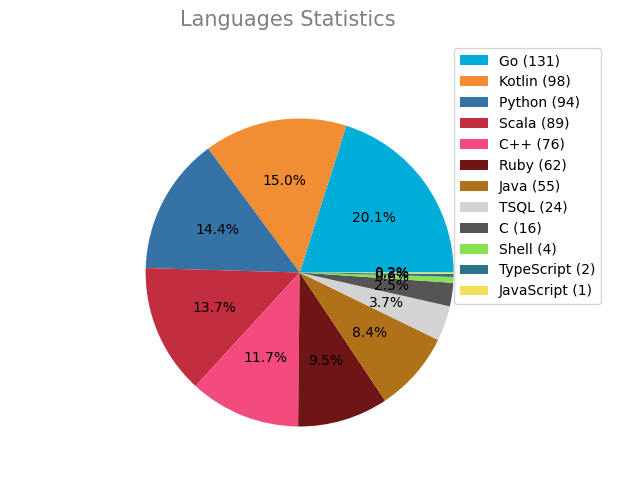 Languages Statistics
Go (131)
Kotlin (98)
Python (94)
Scala (89)
C++ (76)
Ruby (62)
Java (55)
TSQL (24)
C (16)
Shell (4)
TypeScript (2)
JavaScript (1)
20.1%
15.0%
14.4%
13.7%
11.7%
9.5%
8.4%
3.7%
2.5%